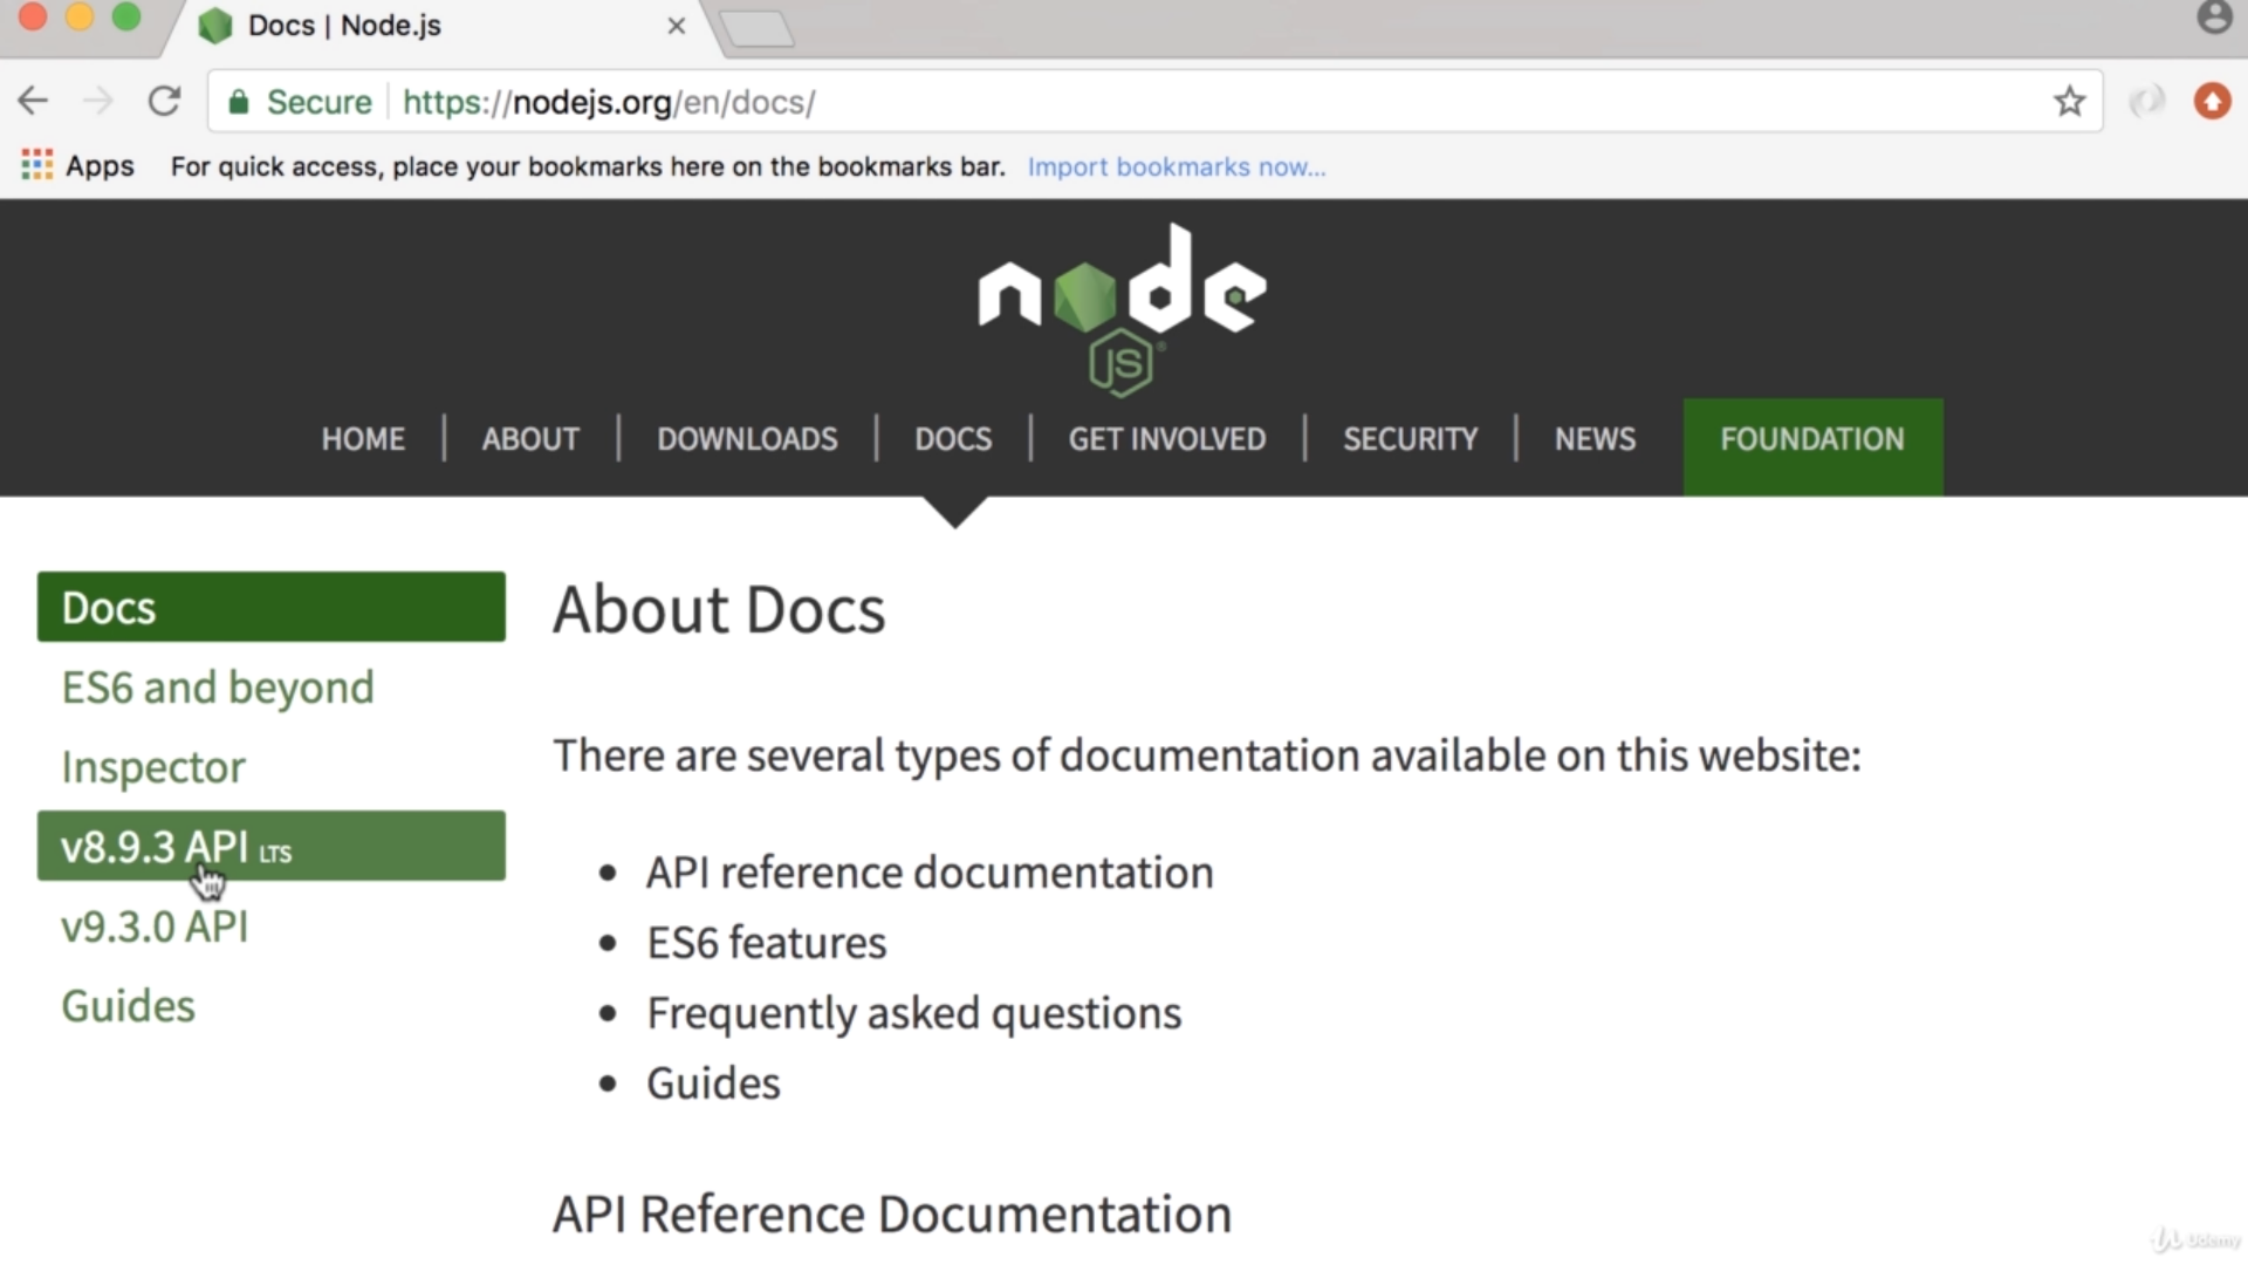 Docs | Node.js
Secure https://nodejs.org/en/docs/
Apps For quick access, place your bookmarks here on the bookmarks bar. Import bookmarks now...
node
JS®
HOME | ABOUT | DOWNLOADS | DOCS | GET INVOLVED | SECURITY | NEWS FOUNDATION
Docs
ES6 and beyond
Inspector
v8.9.3 API LTS
v9.3.0 API
Guides
About Docs
There are several types of documentation available on this website:
• API reference documentation
• ES6 features
• Frequently asked questions
• Guides
API Reference Documentation
Udemy